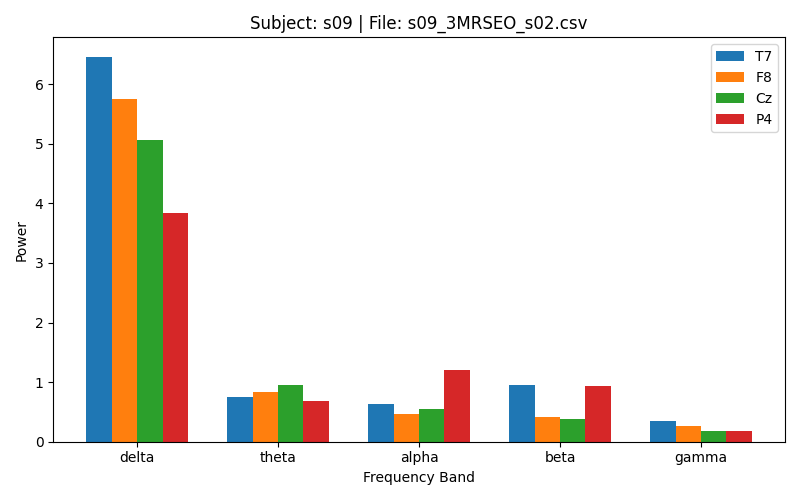 Subject: s09 | File: s09_3MRSEO_s02.csv
T7
F8
Cz
P4
Power
6
5
4
3
2
1
0
delta theta alpha beta gamma
Frequency Band